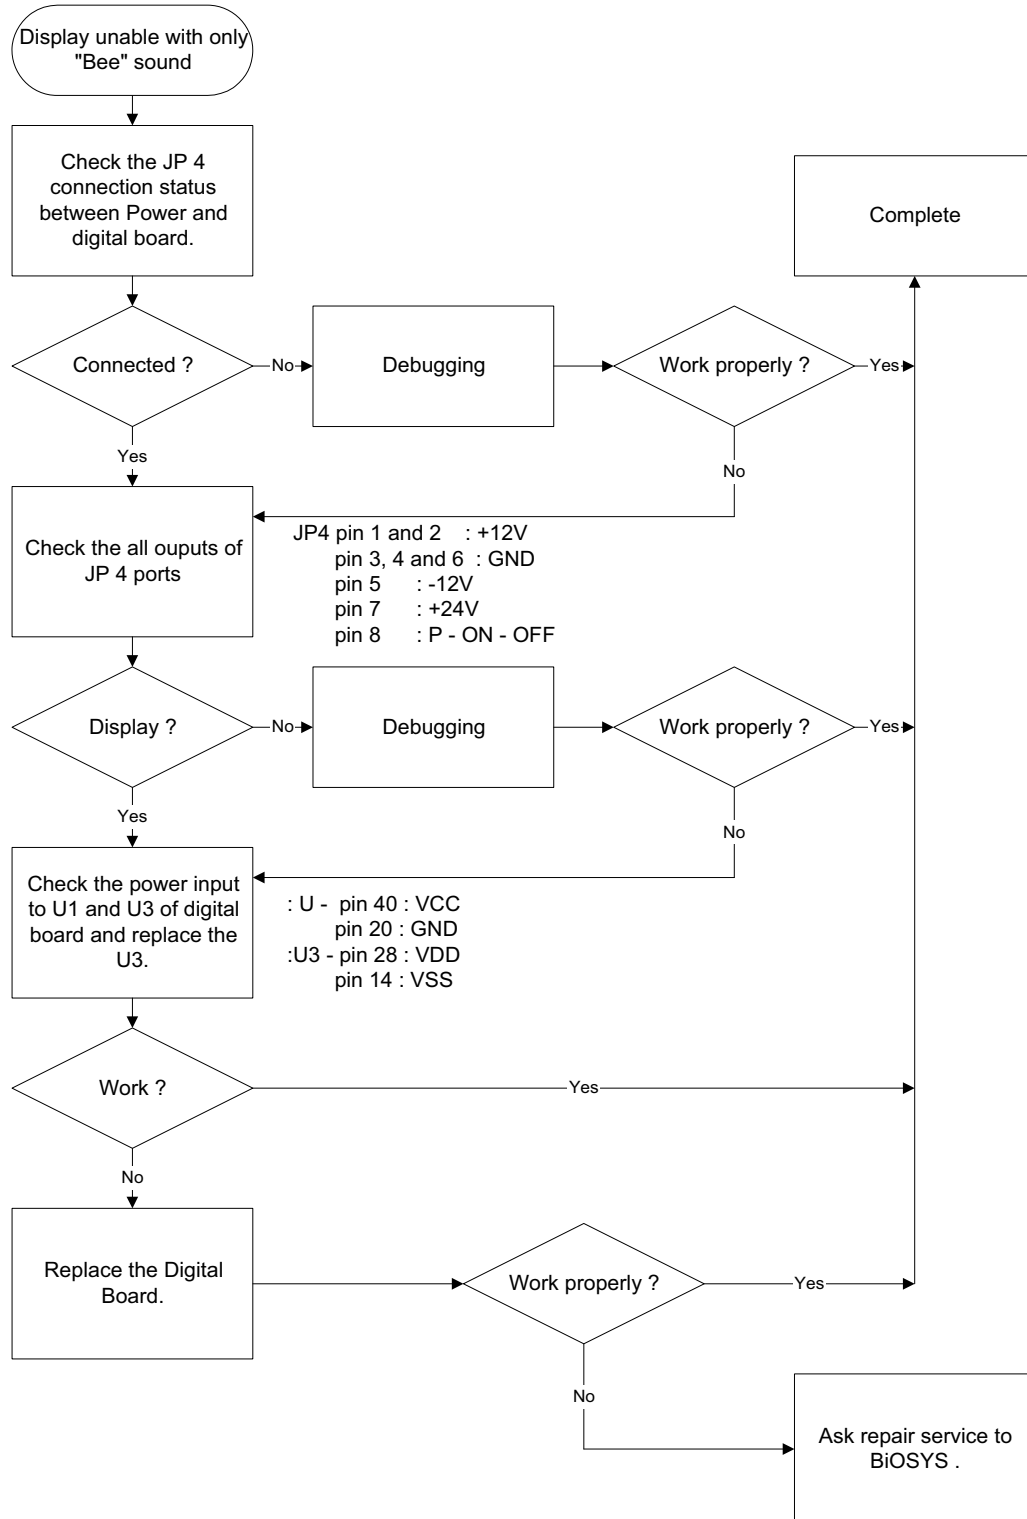 Display unable with only
"Bee" sound
Check the JP 4
connection status
between Power and
digital board.
Complete
Connected ?
No
Debugging
Work properly ?
Yes
Yes
No
Check the all ouputs of
JP 4 ports
JP4 pin 1 and 2 : +12V
pin 3, 4 and 6 : GND
pin 5 : -12V
pin 7 : +24V
pin 8 : P - ON - OFF
Display ?
No
Debugging
Work properly ?
Yes
Yes
No
Check the power input
to U1 and U3 of digital
board and replace the
U3.
: U - pin 40 : VCC
pin 20 : GND
:U3 - pin 28 : VDD
pin 14 : VSS
Work ?
Yes
No
Replace the Digital
Board.
Work properly ?
Yes
No
Ask repair service to
BiOSYS .